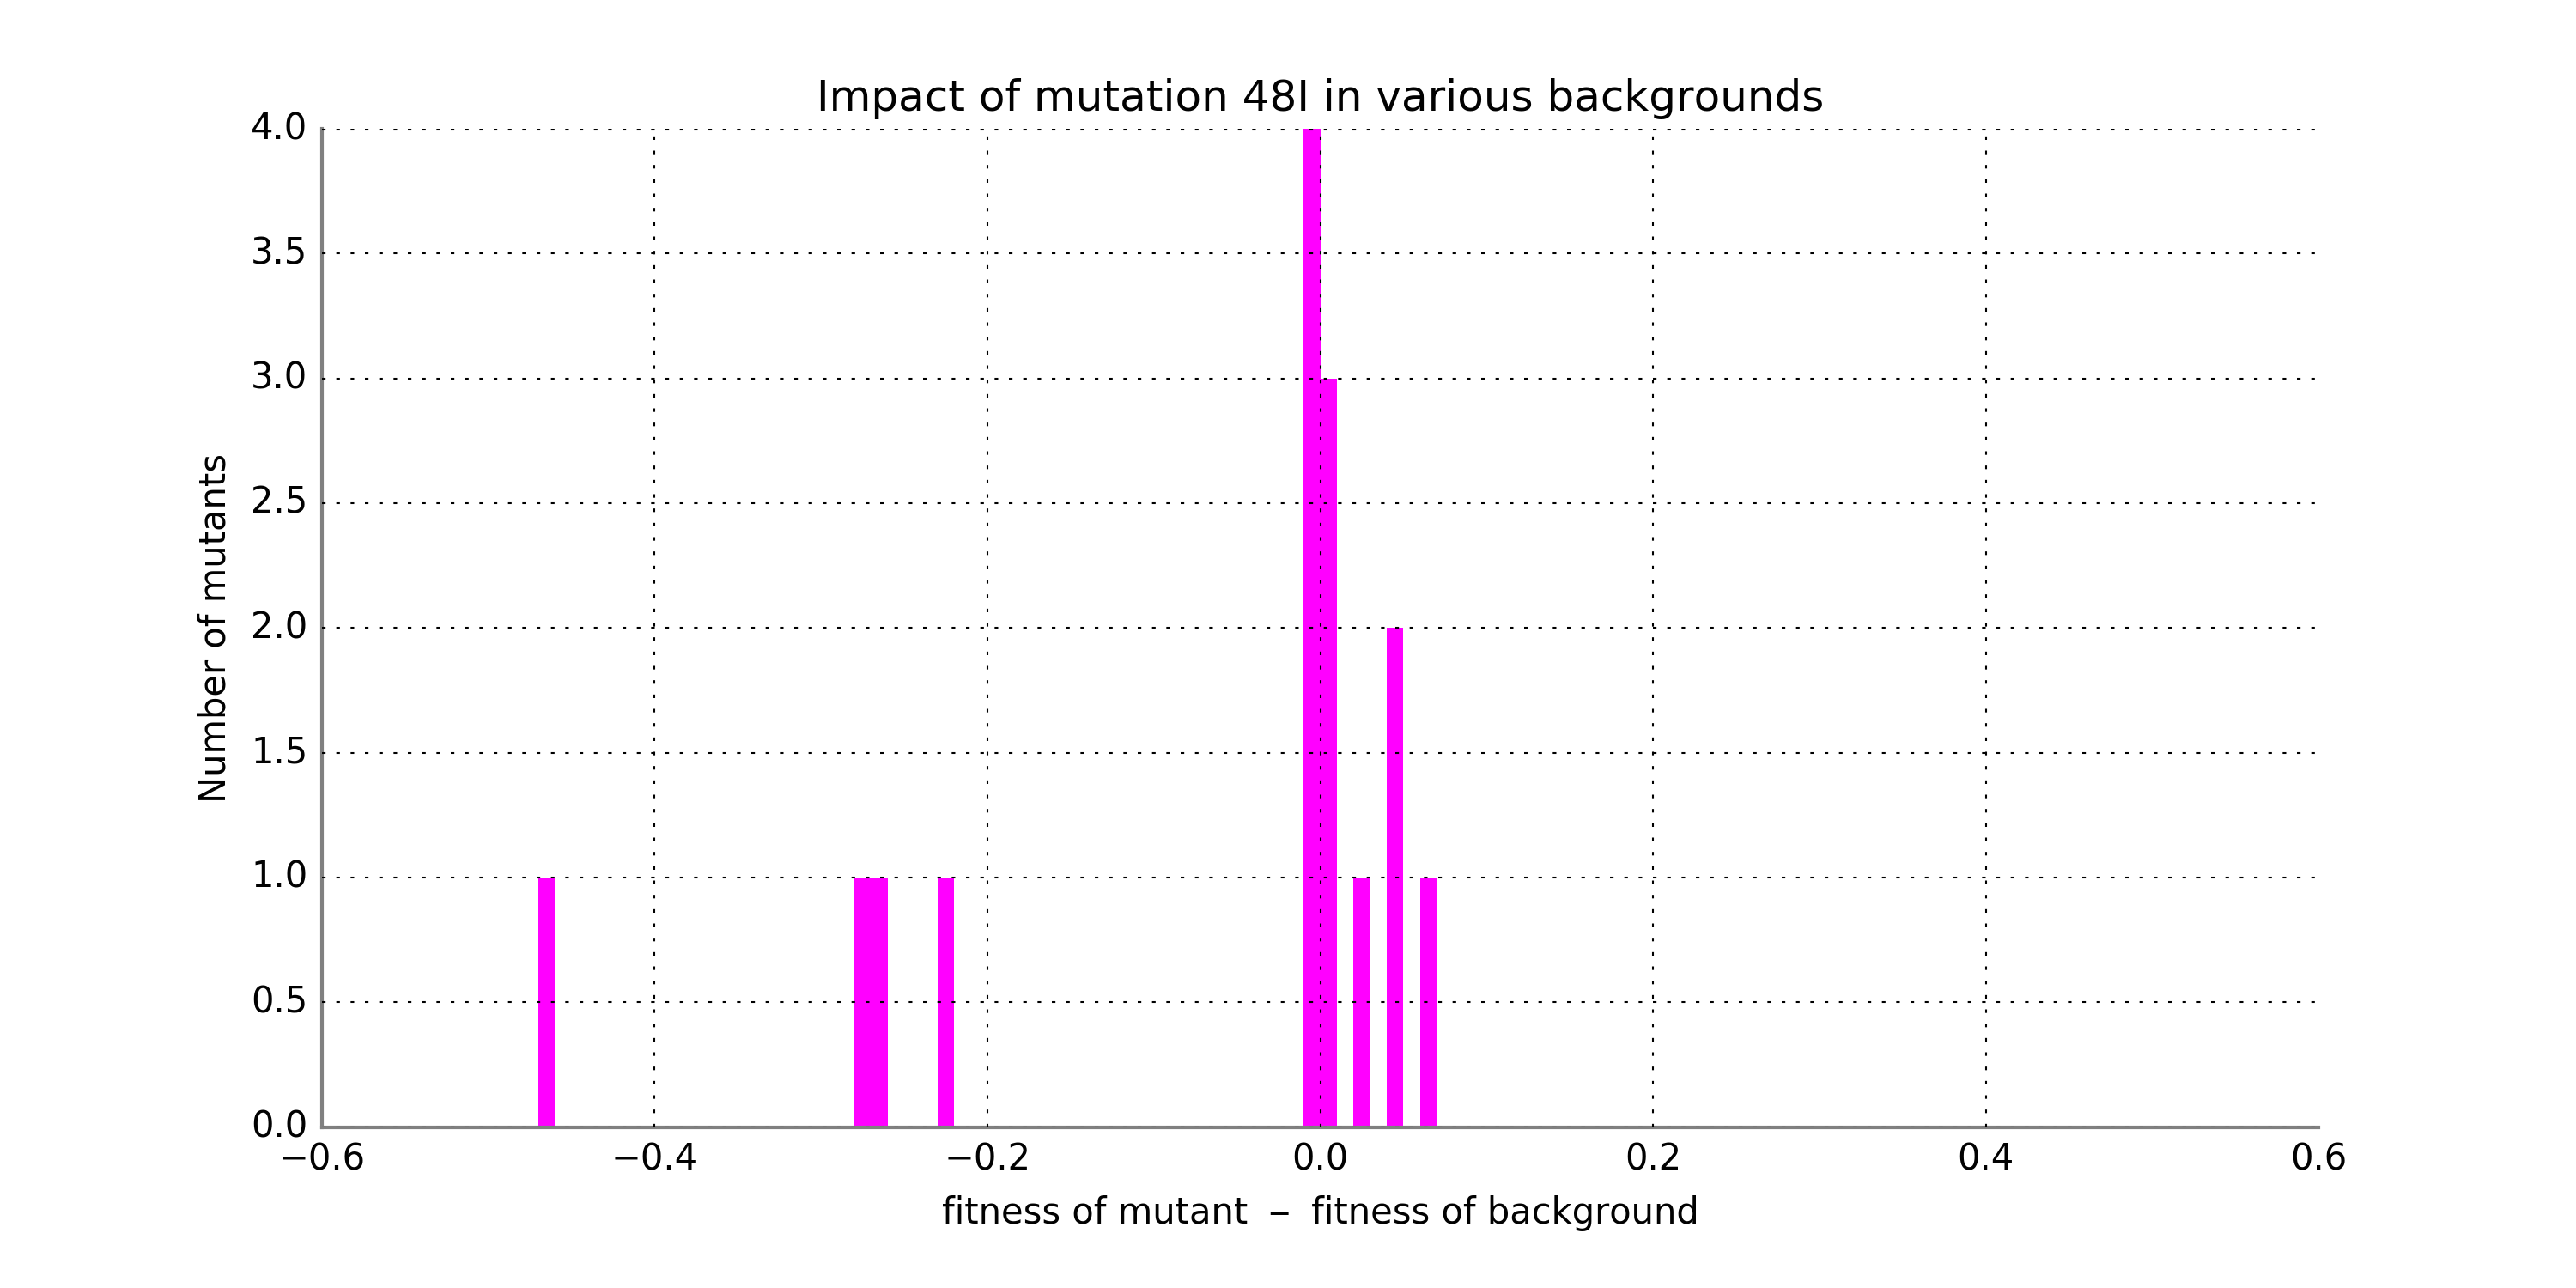 Impact of mutation 48I in various backgrounds
4.0
3.5
3.0
2.5
2.0
1.5
1.0
0.5
0.0
Number of mutants
−0.6 −0.4 −0.2 0.0 0.2 0.4 0.6
fitness of mutant − fitness of background